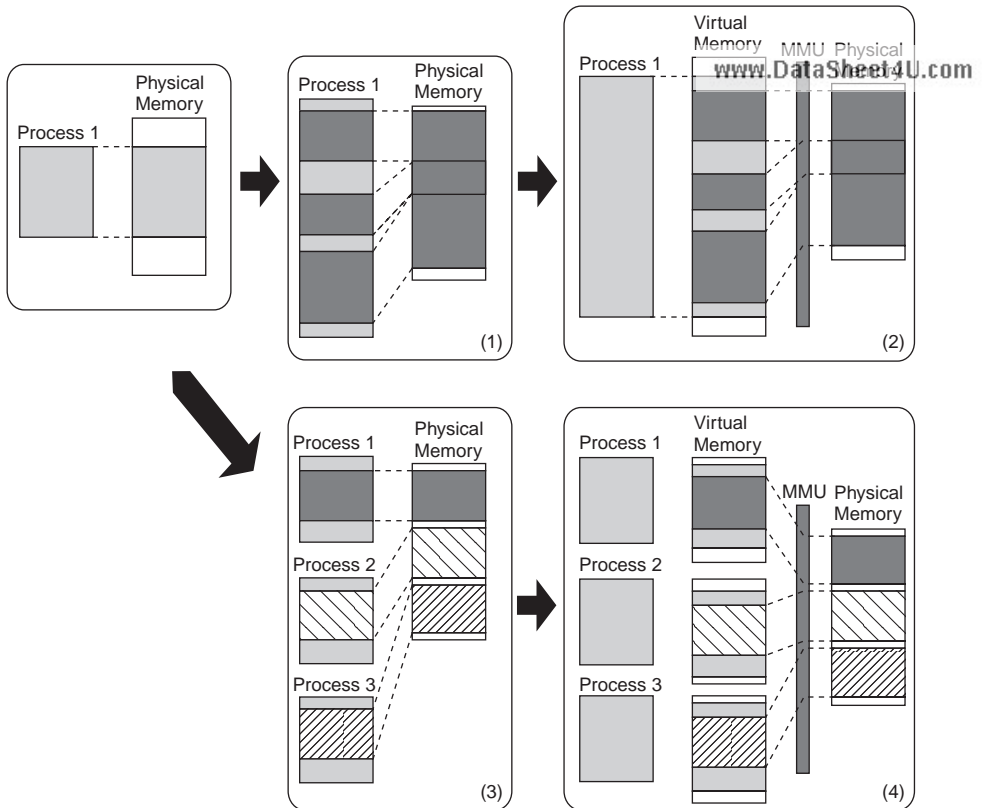 Physical
Memory
Process 1
Process 1
Physical
Memory
(1)
Process 1
Virtual
Memory
MMU
Physical
Memory
www.DataSheet4U.com
(2)
Process 1
Physical
Memory
Process 2
Process 3
(3)
Process 1
Virtual
Memory
MMU
Physical
Memory
Process 2
Process 3
(4)